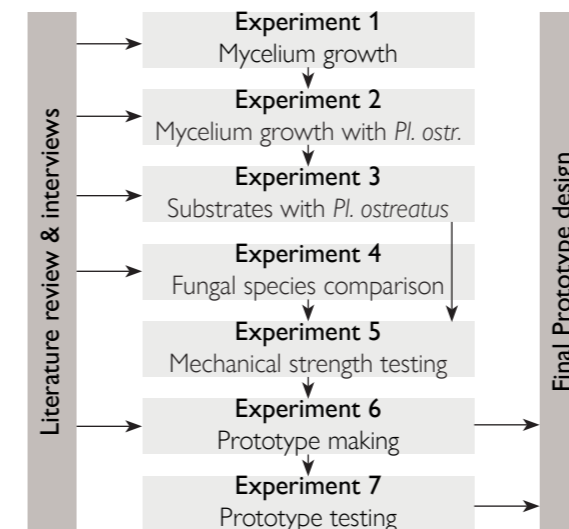 Literature review & interviews
Experiment 1
Mycelium growth
Experiment 2
Mycelium growth with Pl. ostr.
Experiment 3
Substrates with Pl. ostreatus
Experiment 4
Fungal species comparison
Experiment 5
Mechanical strength testing
Experiment 6
Prototype making
Experiment 7
Prototype testing
Final Prototype design